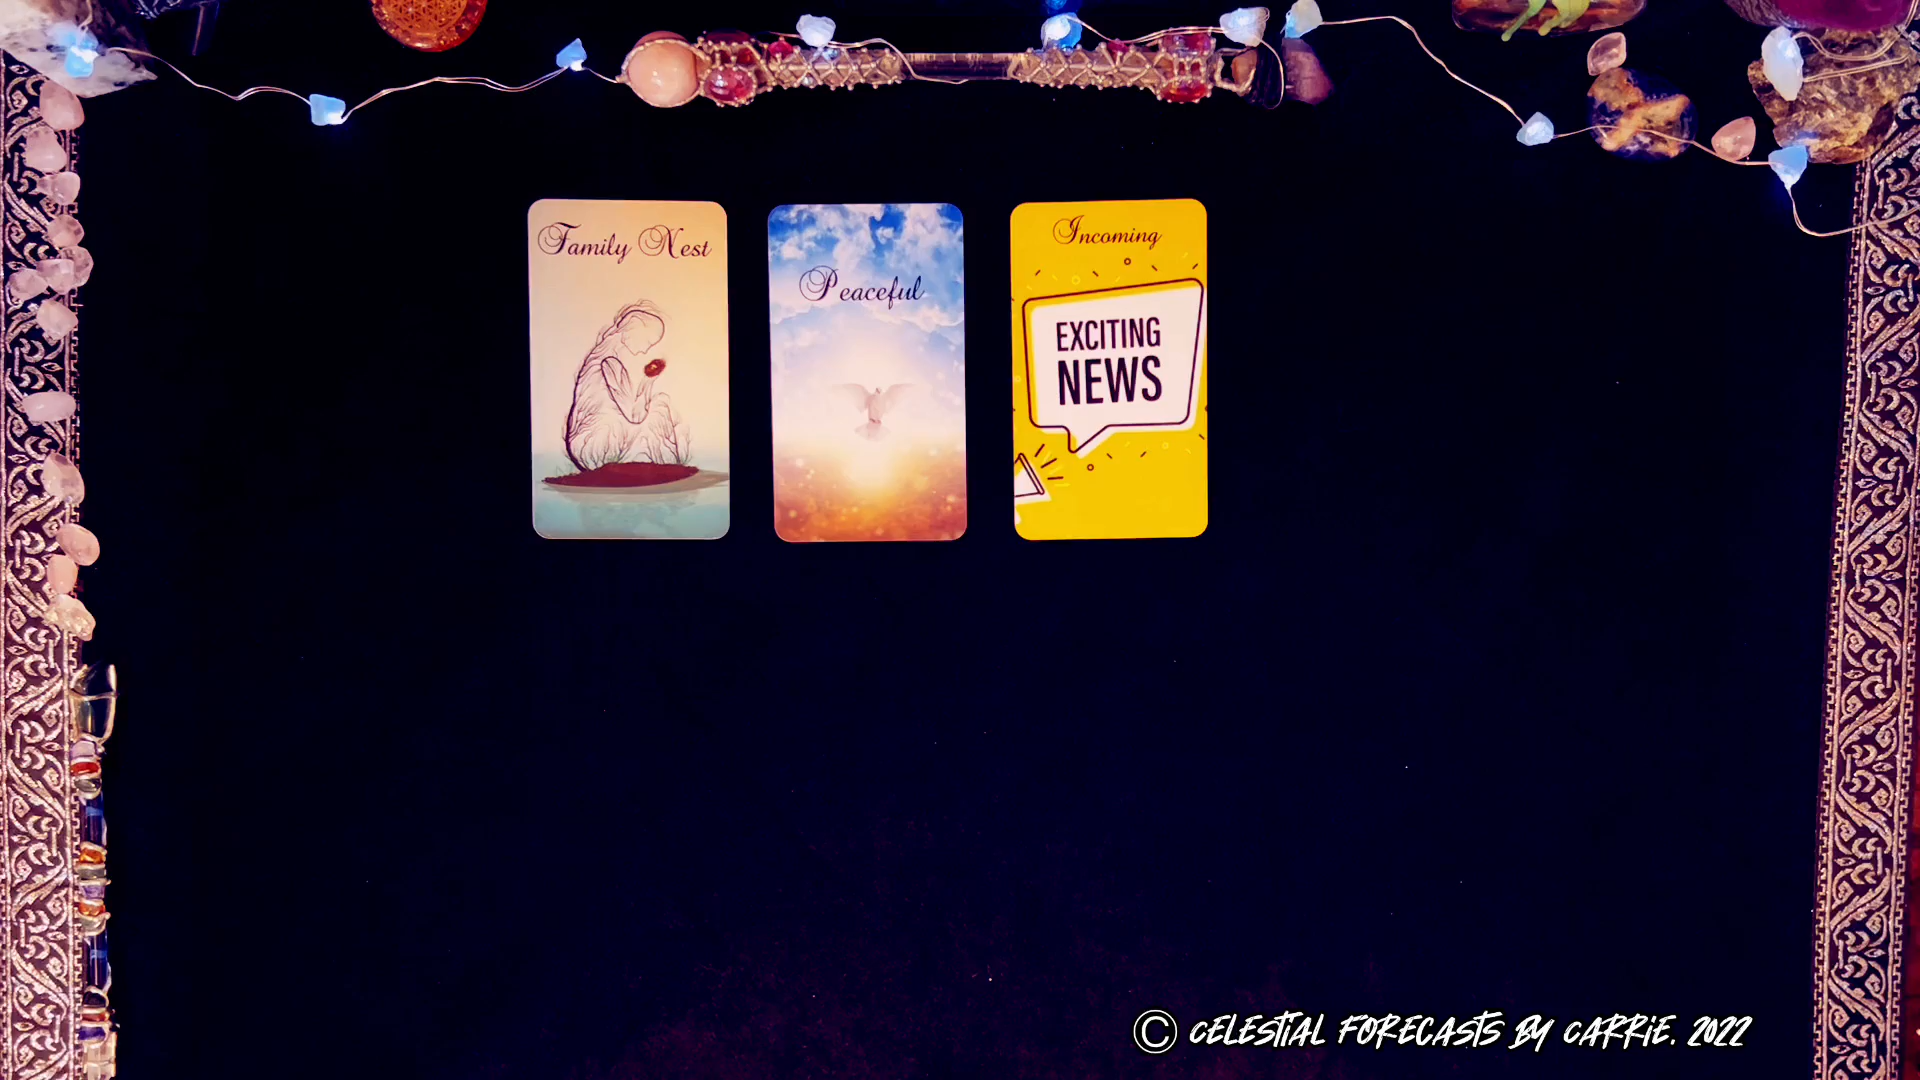 Family Nest
Peaceful
Incoming
EXCITING
NEWS
© CELESTIAL FORECASTS BY CARRIE. 2022